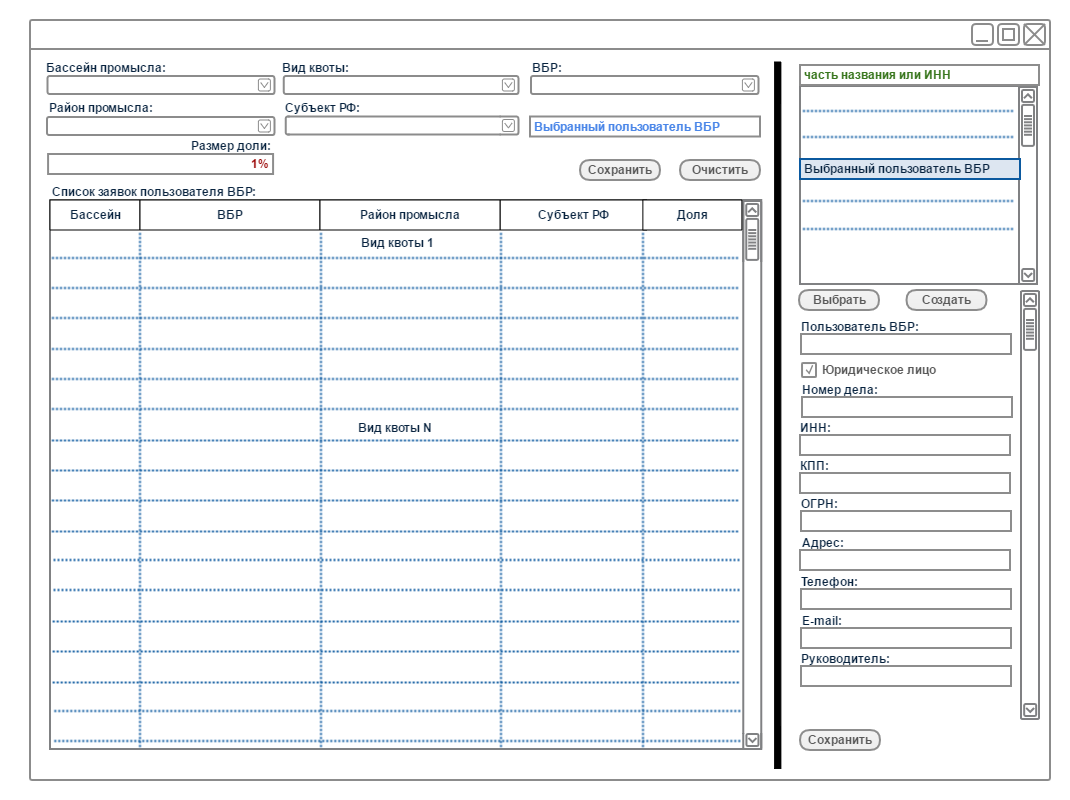 Бассейн промысла:
Вид квоты:
ВБР:
Район промысла:
Субъект РФ:
Выбранный пользователь ВБР
Размер доли:
1%
Сохранить
Очистить
Список заявок пользователя ВБР:
Бассейн ВБР Район промысла Субъект РФ Доля
Вид квоты 1
Вид квоты N
часть названия или ИНН
Выбранный пользователь ВБР
Выбрать
Создать
Пользователь ВБР:
Юридическое лицо
Номер дела:
ИНН:
КПП:
ОГРН:
Адрес:
Телефон:
E-mail:
Руководитель:
Сохранить